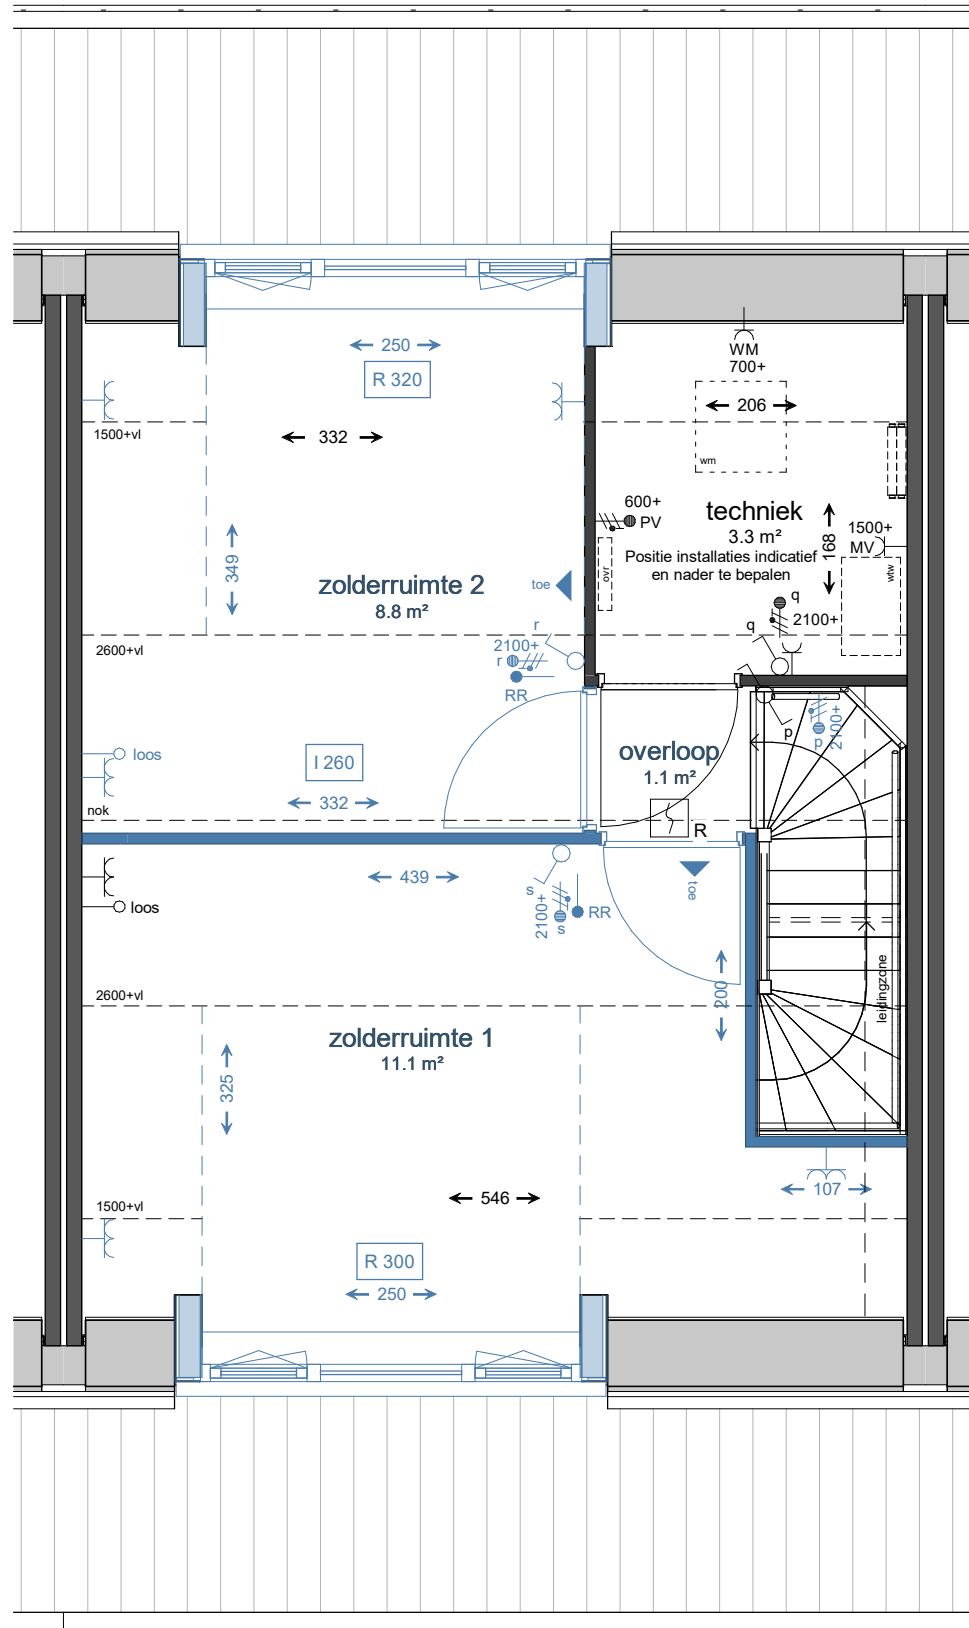 250
R 320
WM
700+
206
1500+vl
332
wm
600+
PV
techniek
3.3 m²
Positie installaties indicatief
en nader te bepalen
168
1500+
MV
wtw
ovr
349
zolderruimte 2
8.8 m²
toe
q
2100+
q
r
2100+
r
RR
2600+vl
p
2100+
p
overloop
1.1 m²
loos
I 260
332
nok
R
439
toe
s
2100+
s
RR
loos
200
leidingzone
2600+vl
zolderruimte 1
11.1 m²
325
107
546
1500+vl
R 300
250